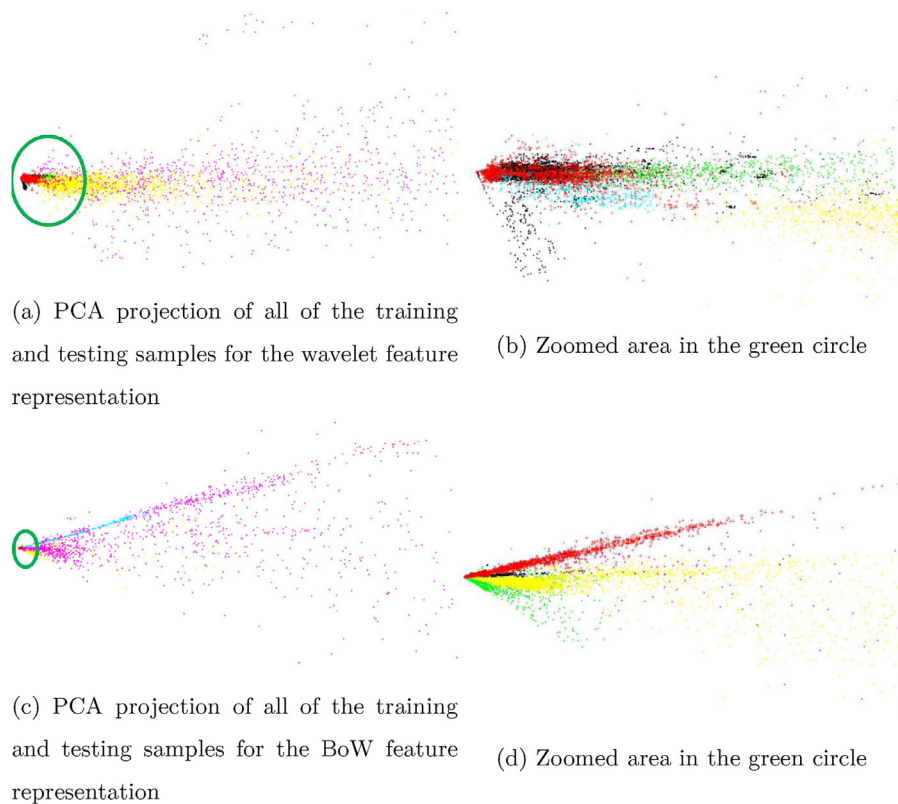 (a) PCA projection of all of the training
and testing samples for the wavelet feature
representation
(b) Zoomed area in the green circle
(c) PCA projection of all of the training
and testing samples for the BoW feature
representation
(d) Zoomed area in the green circle